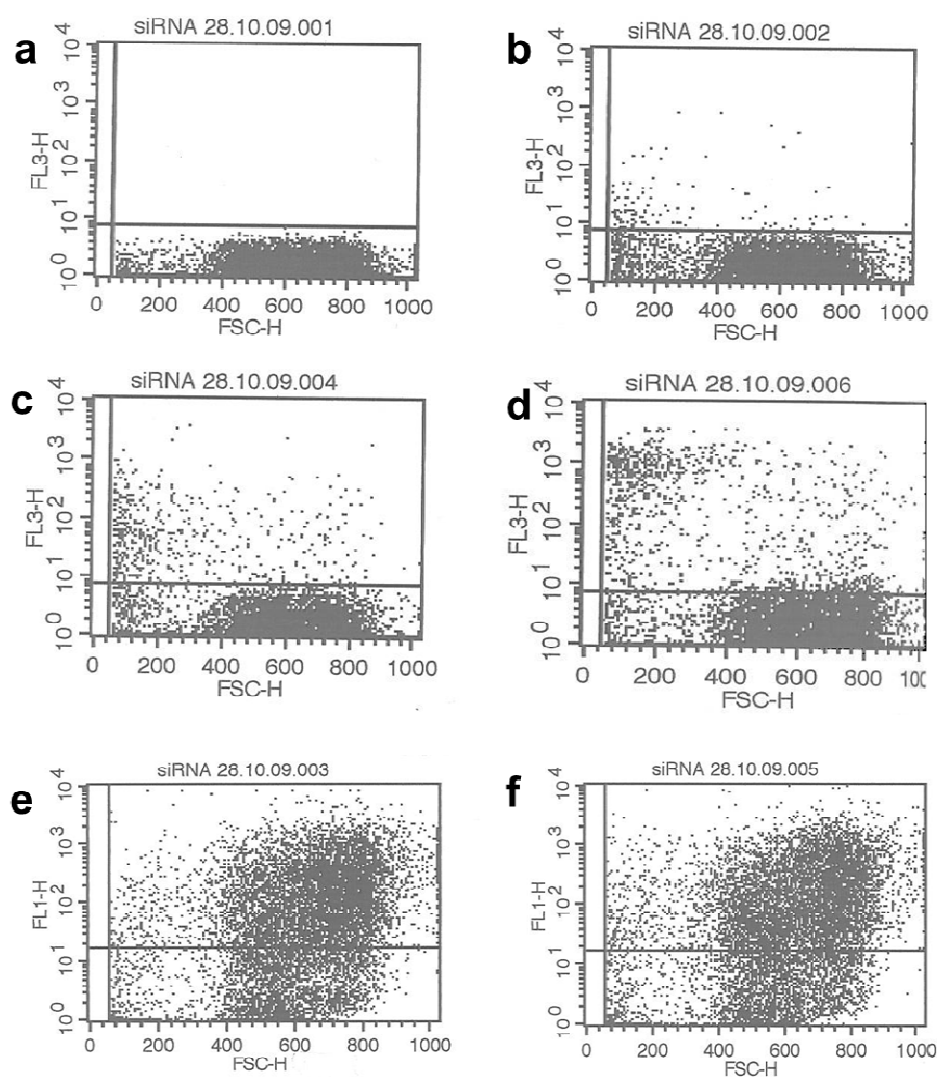 a
siRNA 28.10.09.001
10^4
10^3
10^2
10^1
10^0
FL3-H
0 200 400 600 800 1000
FSC-H
b
siRNA 28.10.09.002
10^4
10^3
10^2
10^1
10^0
FL3-H
0 200 400 600 800 1000
FSC-H
c
siRNA 28.10.09.004
10^4
10^3
10^2
10^1
10^0
FL3-H
0 200 400 600 800 1000
FSC-H
d
siRNA 28.10.09.006
10^4
10^3
10^2
10^1
10^0
FL3-H
0 200 400 600 800 100
FSC-H
e
siRNA 28.10.09.003
10^4
10^3
10^2
10^1
10^0
FL1-H
0 200 400 600 800 1000
FSC-H
f
siRNA 28.10.09.005
10^4
10^3
10^2
10^1
10^0
FL1-H
0 200 400 600 800 1000
FSC-H